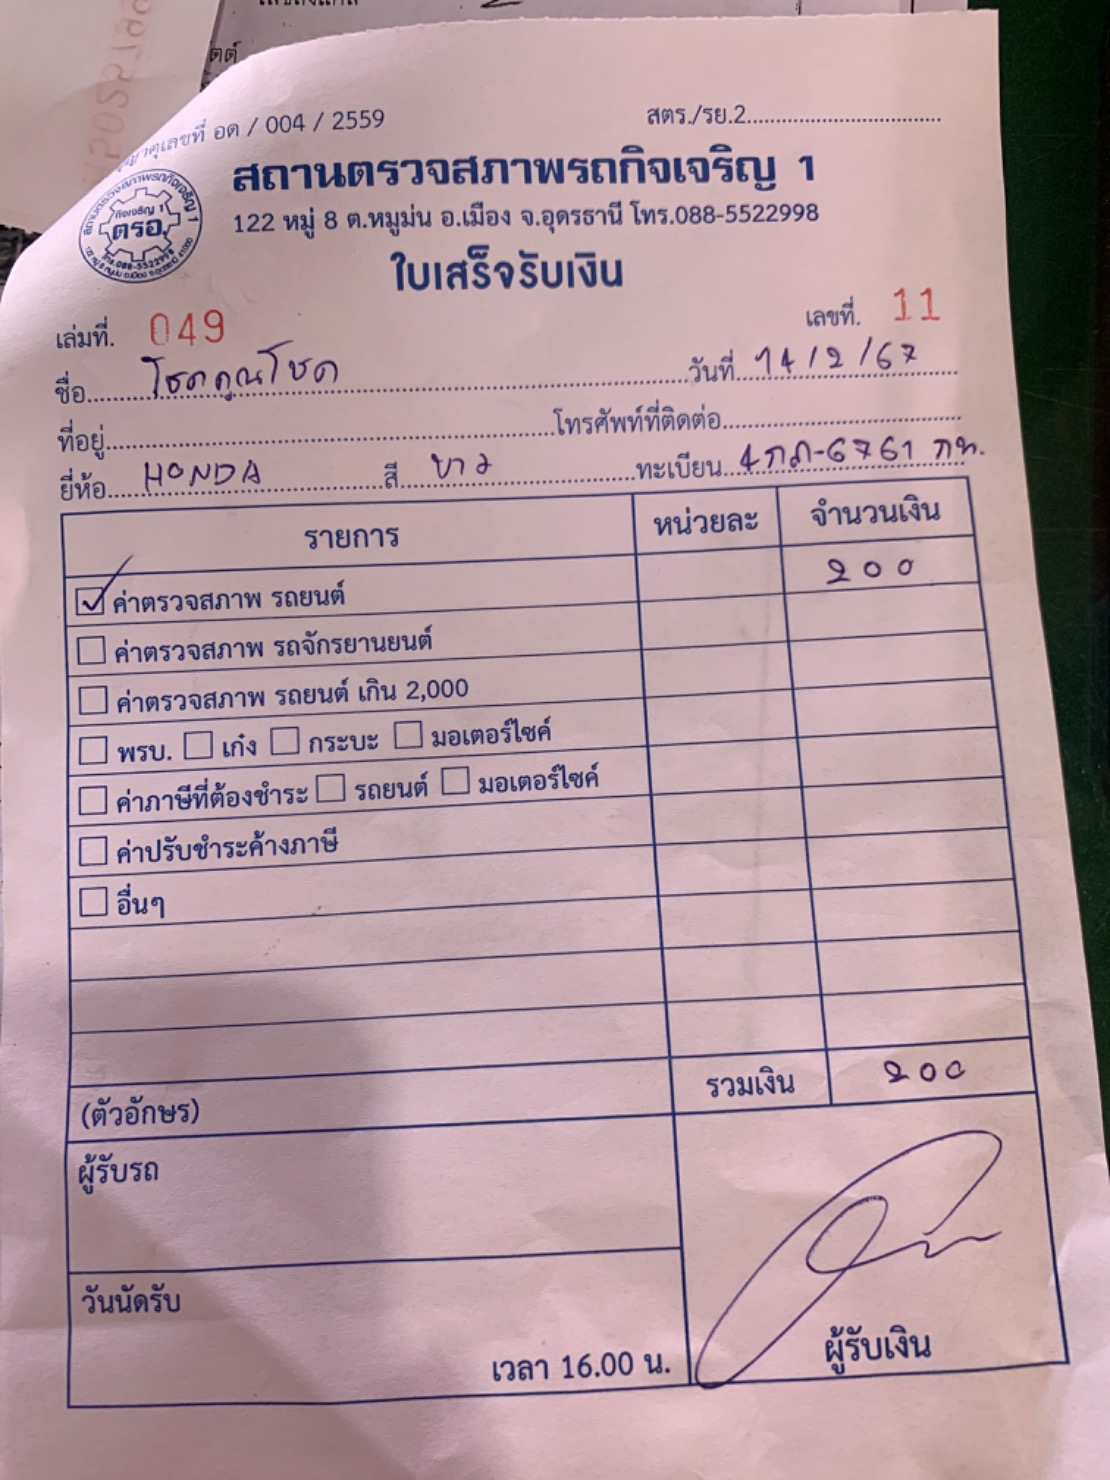 อด / 004 / 2559
สตร./รย.2
สถานตรวจสภาพรถกิจเจริญ 1
122 หมู่ 8 ต.หมูม่น อ.เมือง จ.อุดรธานี โทร.088-5522998
กิจเจริญ 1
ตรอ.
โทร.088-5522998
ใบเสร็จรับเงิน
เล่มที่. 049 เลขที่. 11
ชื่อ โชคคูณโชค วันที่ 14/2/67
ที่อยู่ โทรศัพท์ที่ติดต่อ
ยี่ห้อ HONDA สี ขาว ทะเบียน 4กภ-6761 กท.
รายการ หน่วยละ จำนวนเงิน
ค่าตรวจสภาพ รถยนต์ 200
ค่าตรวจสภาพ รถจักรยานยนต์
ค่าตรวจสภาพ รถยนต์ เกิน 2,000
พรบ. เก๋ง กระบะ มอเตอร์ไซค์
ค่าภาษีที่ต้องชำระ รถยนต์ มอเตอร์ไซค์
ค่าปรับชำระค้างภาษี
อื่นๆ
(ตัวอักษร) รวมเงิน 200
ผู้รับรถ
วันนัดรับ
เวลา 16.00 น. ผู้รับเงิน